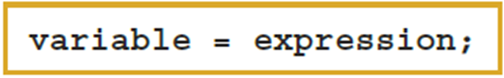 variable = expression;